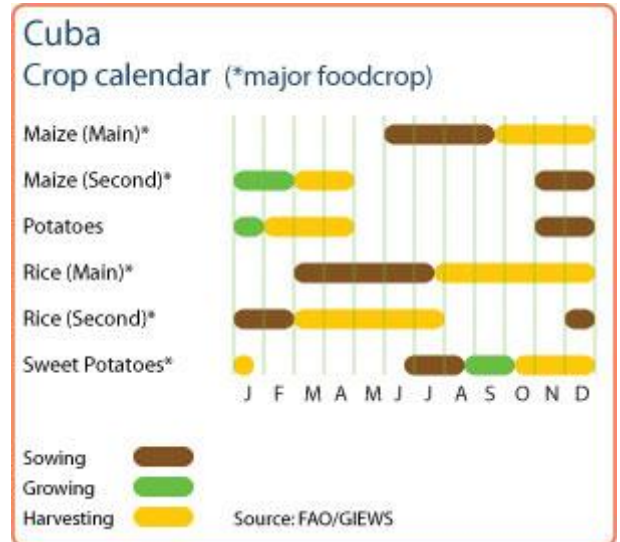 Cuba
Crop calendar (*major foodcrop)
Maize (Main)*
Maize (Second)*
Potatoes
Rice (Main)*
Rice (Second)*
Sweet Potatoes*
J F M A M J J A S O N D
Sowing
Growing
Harvesting Source: FAO/GIEWS